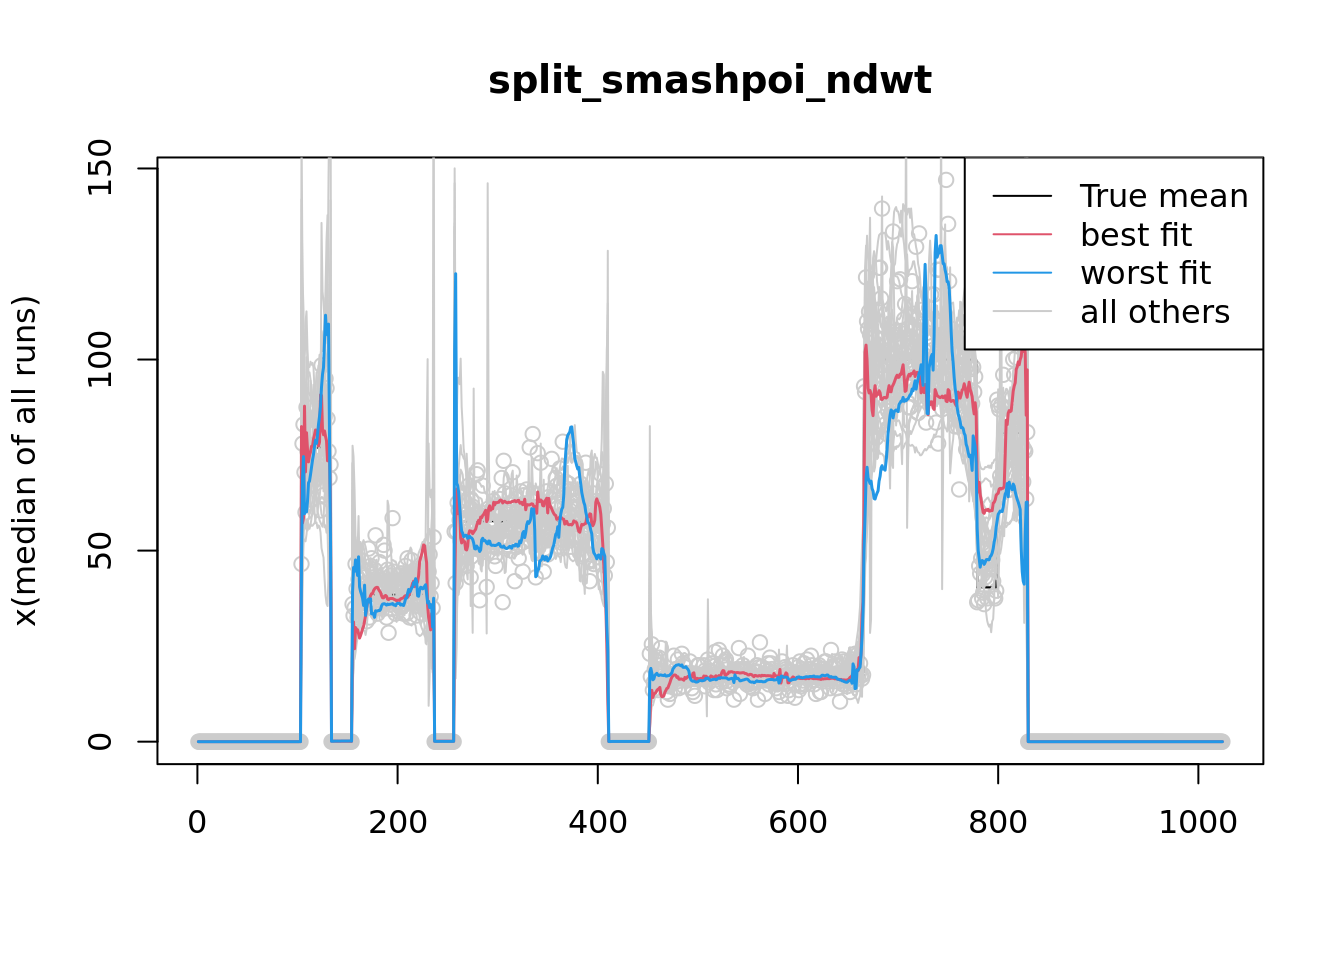 split_smashpoi_ndwt
x(median of all runs)
150
100
50
0
True mean
best fit
worst fit
all others
0 200 400 600 800 1000